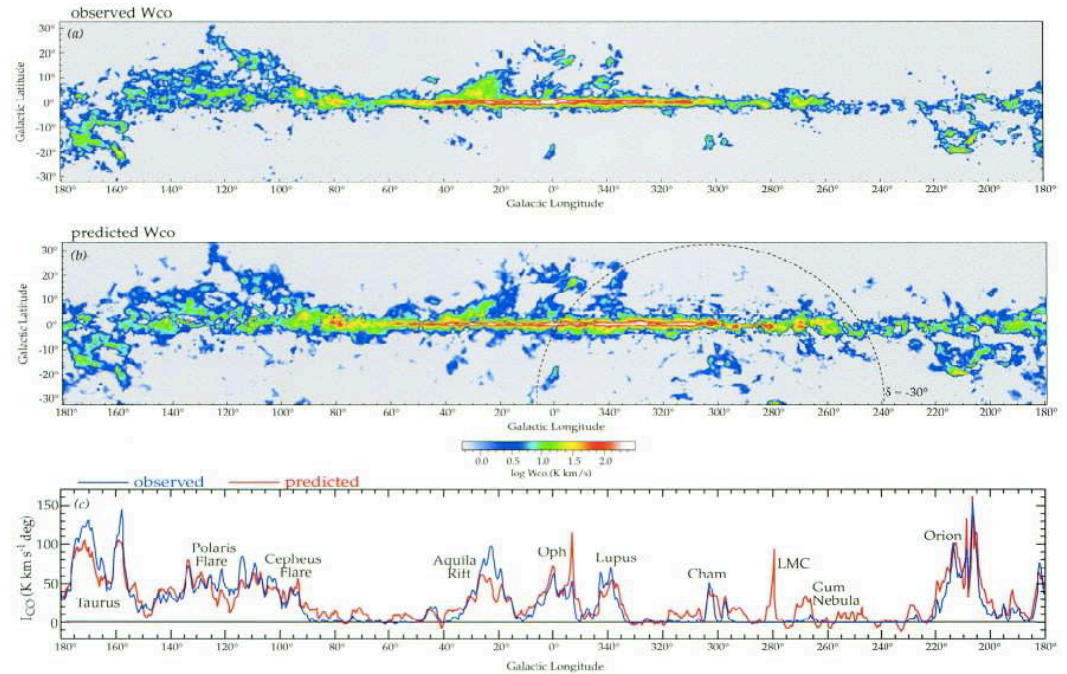 observed Wco
(a)
30°
20°
10°
0°
-10°
-20°
-30°
Galactic Latitude
180° 160° 140° 120° 100° 80° 60° 40° 20° 0° 340° 320° 300° 280° 260° 240° 220° 200° 180°
Galactic Longitude
predicted Wco
(b)
30°
20°
10°
0°
-10°
-20°
-30°
Galactic Latitude
δ = -30°
180° 160° 140° 120° 100° 80° 60° 40° 20° 0° 340° 320° 300° 280° 260° 240° 220° 200° 180°
Galactic Longitude
0.0 0.5 1.0 1.5 2.0
log Wco (K km/s)
observed predicted
(c)
150
100
50
0
Ico (K km s⁻¹ deg)
Taurus
Polaris
Flare
Cepheus
Flare
Aquila
Rift
Oph
Lupus
Cham
LMC
Gum
Nebula
Orion
180° 160° 140° 120° 100° 80° 60° 40° 20° 0° 340° 320° 300° 280° 260° 240° 220° 200° 180°
Galactic Longitude